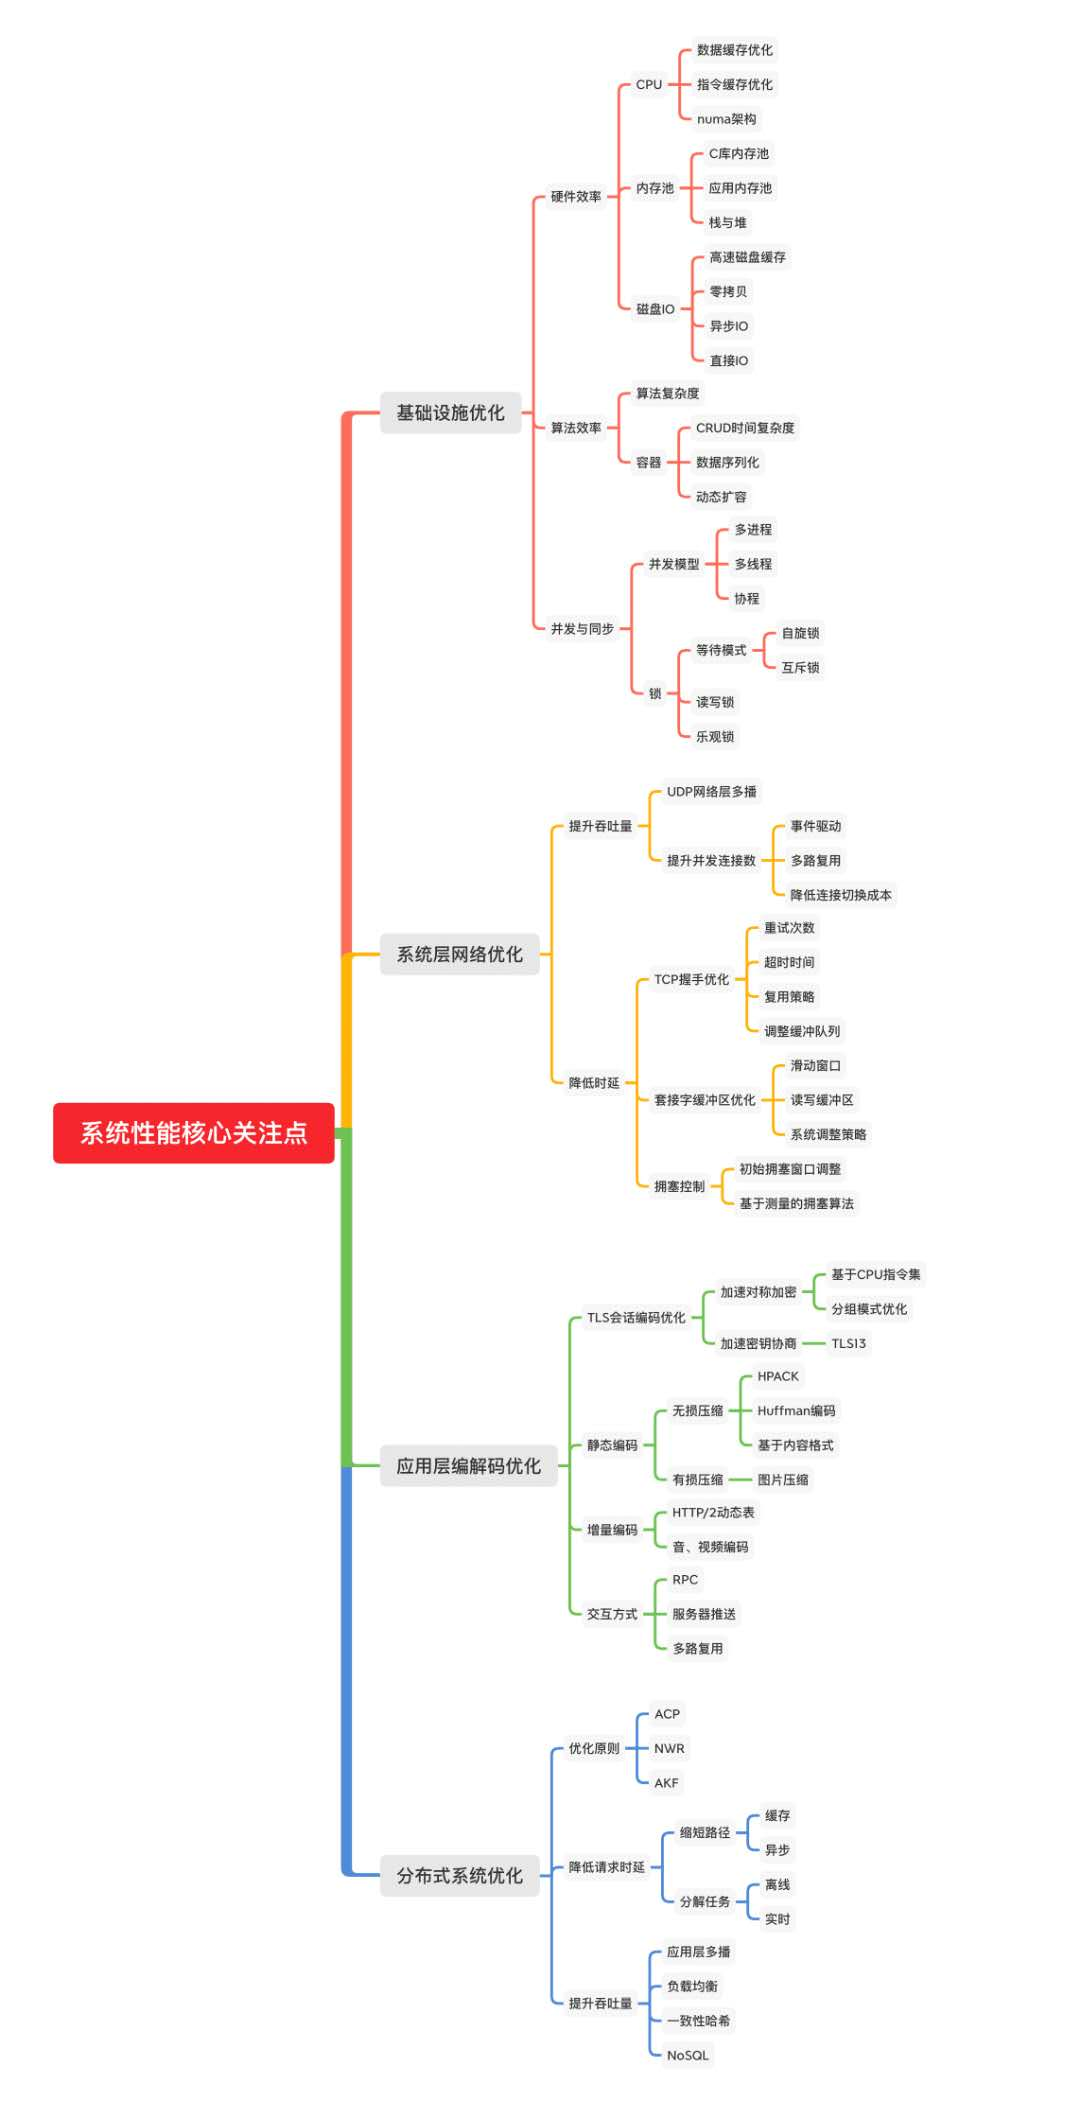 系统性能核心关注点
基础设施优化
硬件效率
CPU
数据缓存优化
指令缓存优化
numa架构
内存池
C库内存池
应用内存池
栈与堆
磁盘IO
高速磁盘缓存
零拷贝
异步IO
直接IO
算法效率
算法复杂度
容器
CRUD时间复杂度
数据序列化
动态扩容
并发与同步
并发模型
多进程
多线程
协程
锁
等待模式
自旋锁
互斥锁
读写锁
乐观锁
系统层网络优化
提升吞吐量
UDP网络层多播
提升并发连接数
事件驱动
多路复用
降低连接切换成本
降低时延
TCP握手优化
重试次数
超时时间
复用策略
调整缓冲队列
套接字缓冲区优化
滑动窗口
读写缓冲区
系统调整策略
拥塞控制
初始拥塞窗口调整
基于测量的拥塞算法
应用层编解码优化
TLS会话编码优化
加速对称加密
基于CPU指令集
分组模式优化
加速密钥协商
TLS13
静态编码
无损压缩
HPACK
Huffman编码
基于内容格式
有损压缩
图片压缩
增量编码
HTTP/2动态表
音、视频编码
交互方式
RPC
服务器推送
多路复用
分布式系统优化
优化原则
ACP
NWR
AKF
降低请求时延
缩短路径
缓存
异步
分解任务
离线
实时
提升吞吐量
应用层多播
负载均衡
一致性哈希
NoSQL